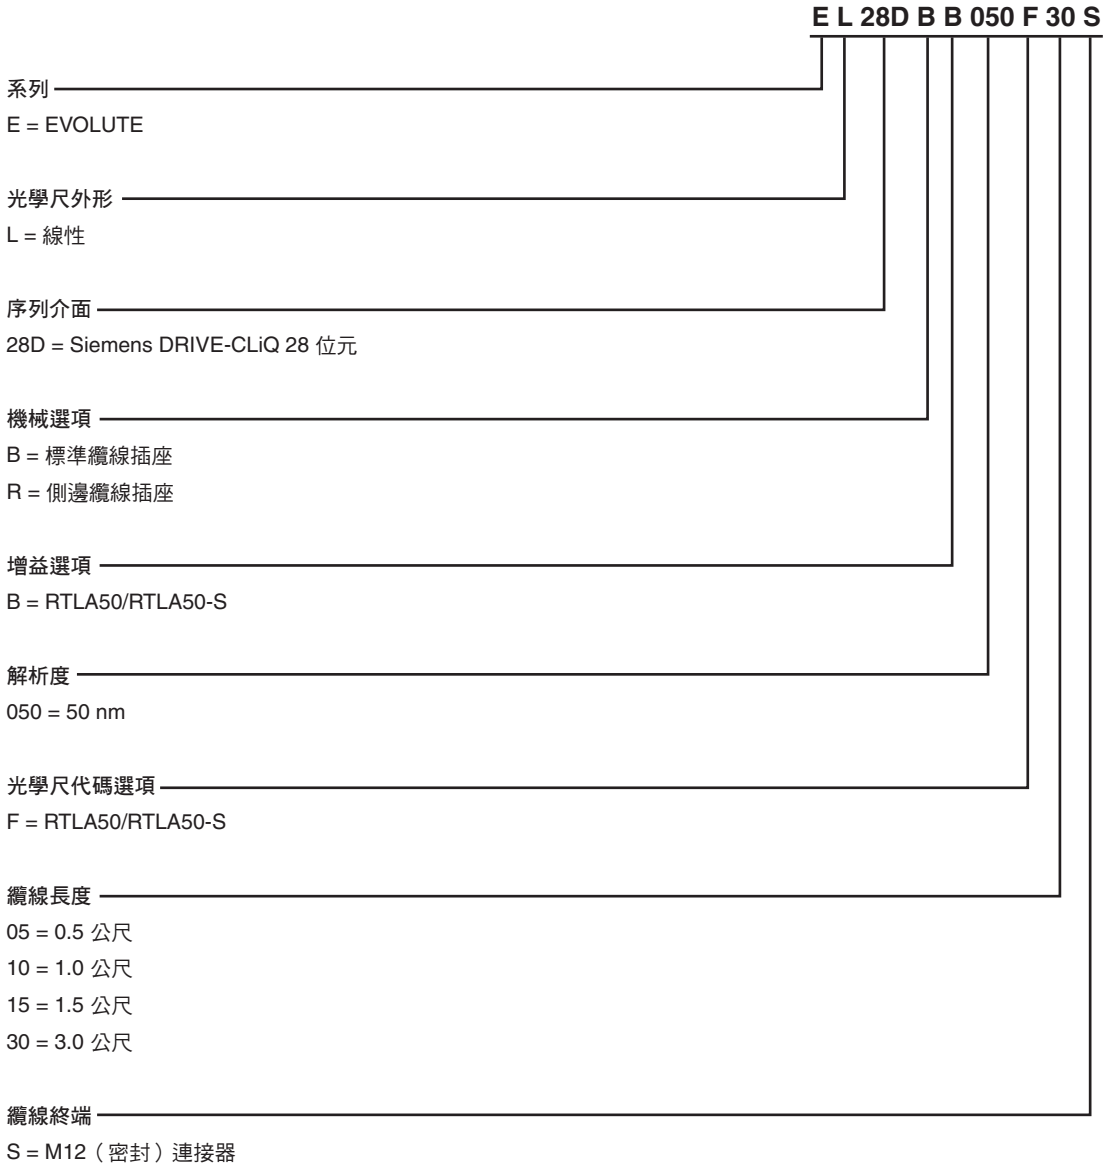 E L 28D B B 050 F 30 S
系列
E = EVOLUTE
光學尺外形
L = 線性
序列介面
28D = Siemens DRIVE-CLiQ 28 位元
機械選項
B = 標準纜線插座
R = 側邊纜線插座
增益選項
B = RTLA50/RTLA50-S
解析度
050 = 50 nm
光學尺代碼選項
F = RTLA50/RTLA50-S
纜線長度
05 = 0.5 公尺
10 = 1.0 公尺
15 = 1.5 公尺
30 = 3.0 公尺
纜線終端
S = M12（密封）連接器